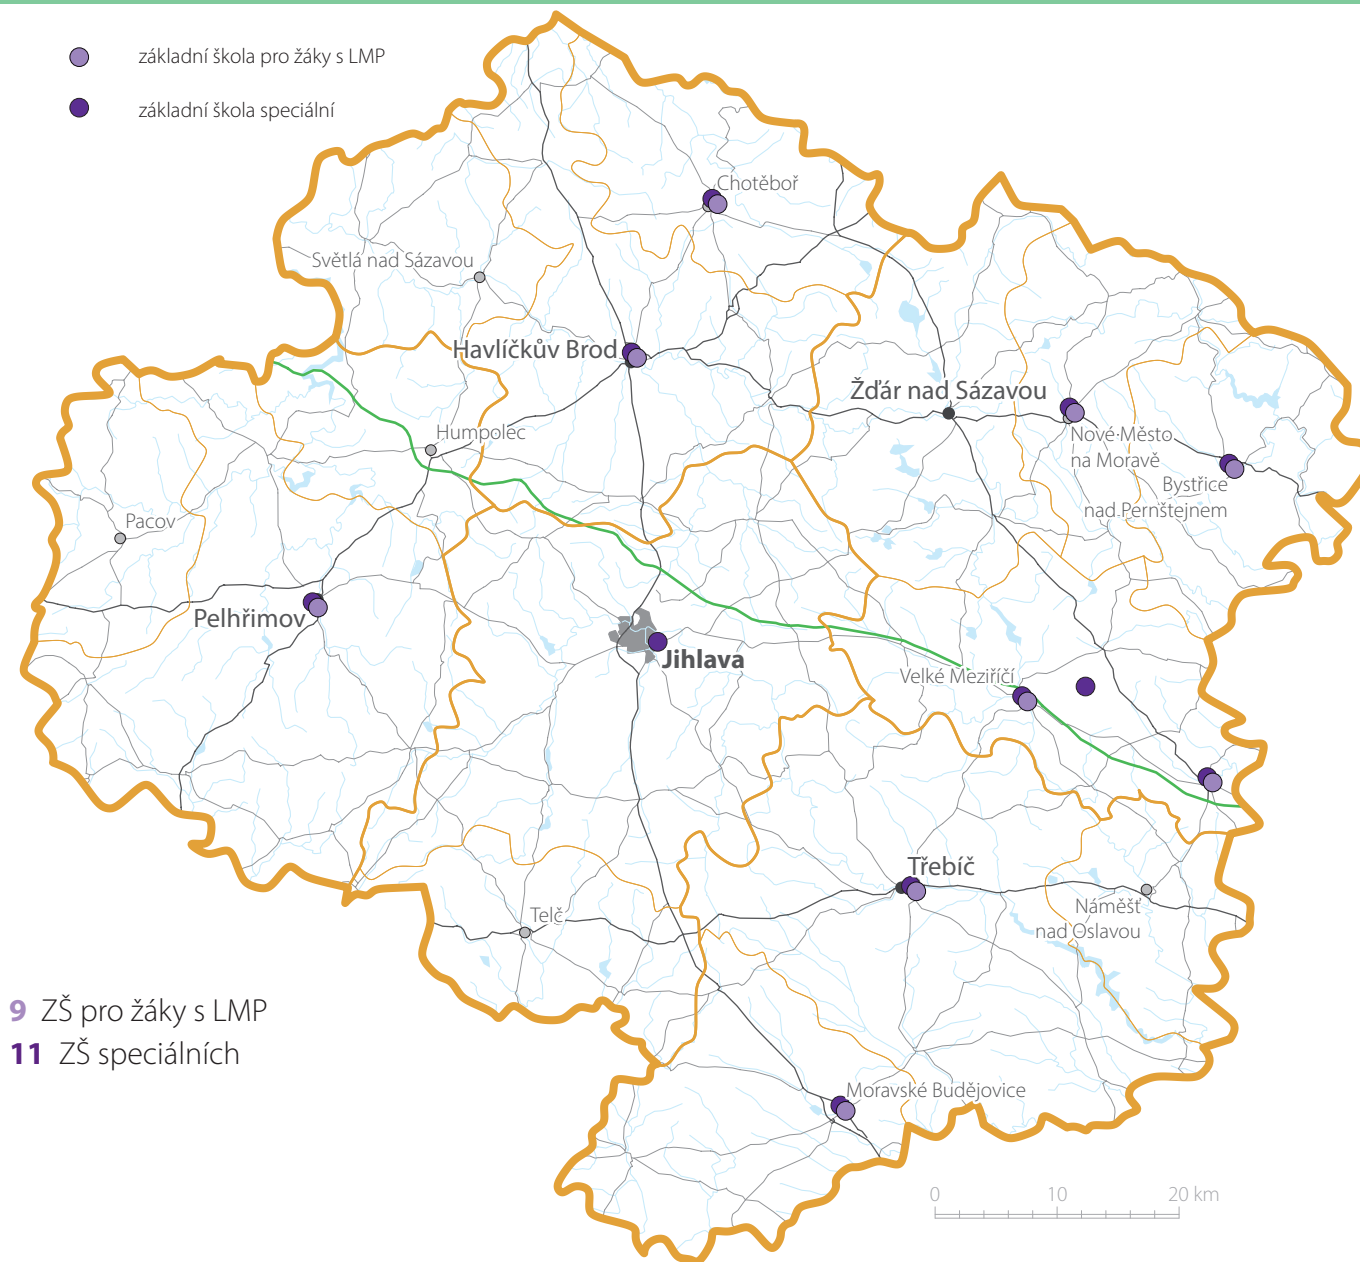 základní škola pro žáky s LMP
základní škola speciální
Chotěboř
Světlá nad Sázavou
Havlíčkův Brod
Žďár nad Sázavou
Humpolec
Nové Město
na Moravě
Bystřice
nad Pernštejnem
Pacov
Pelhřimov
Jihlava
Velké Meziříčí
Třebíč
Náměšť
nad Oslavou
Telč
9 ZŠ pro žáky s LMP
11 ZŠ speciálních
Moravské Budějovice
0 10 20 km